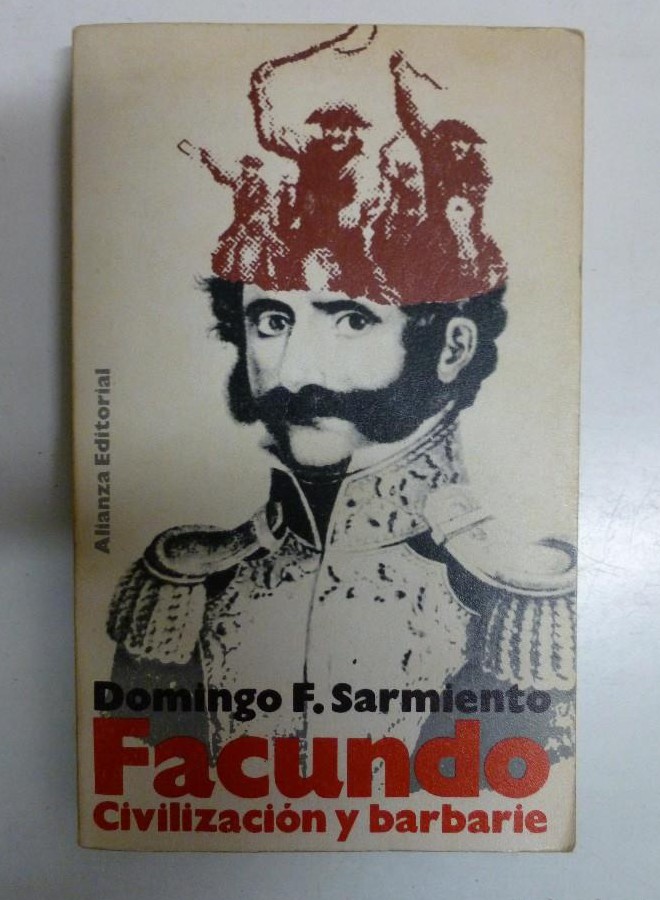 Alianza Editorial
Domingo F. Sarmiento
Facundo
Civilización y barbarie